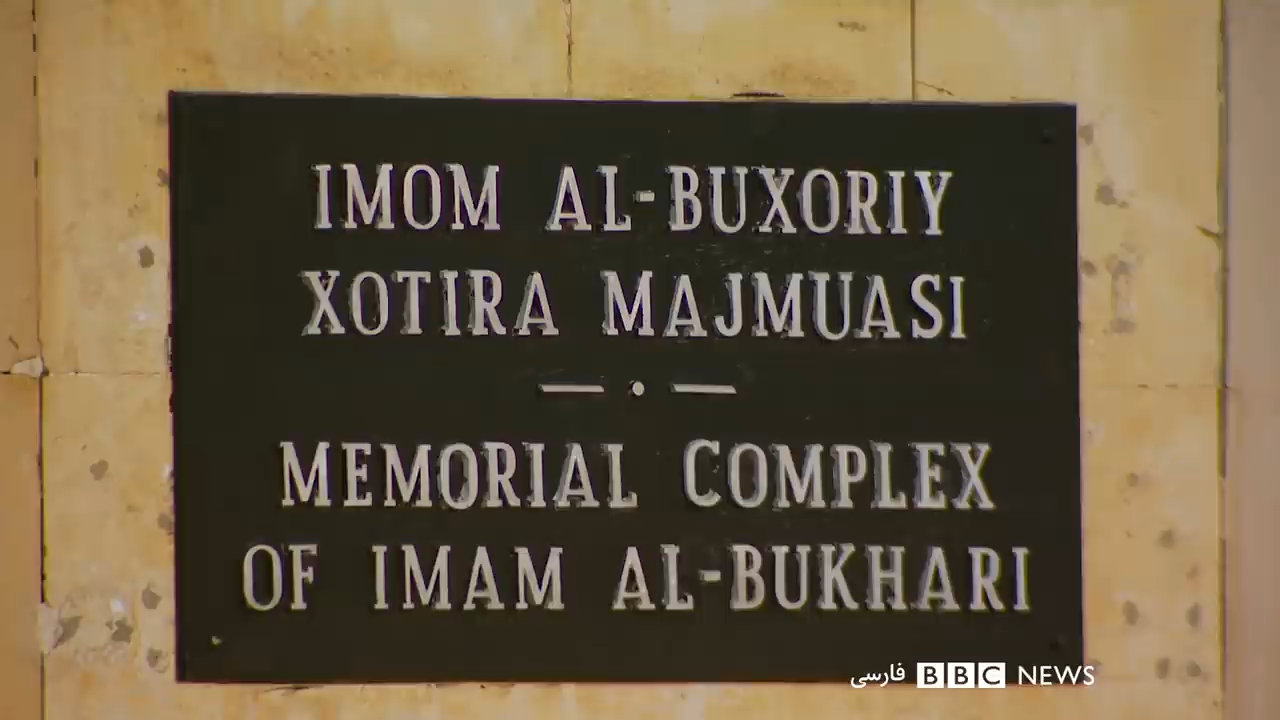 IMOM AL-BUXORIY
XOTIRA MAJMUASI
MEMORIAL COMPLEX
OF IMAM AL-BUKHARI
BBC NEWS فارسی